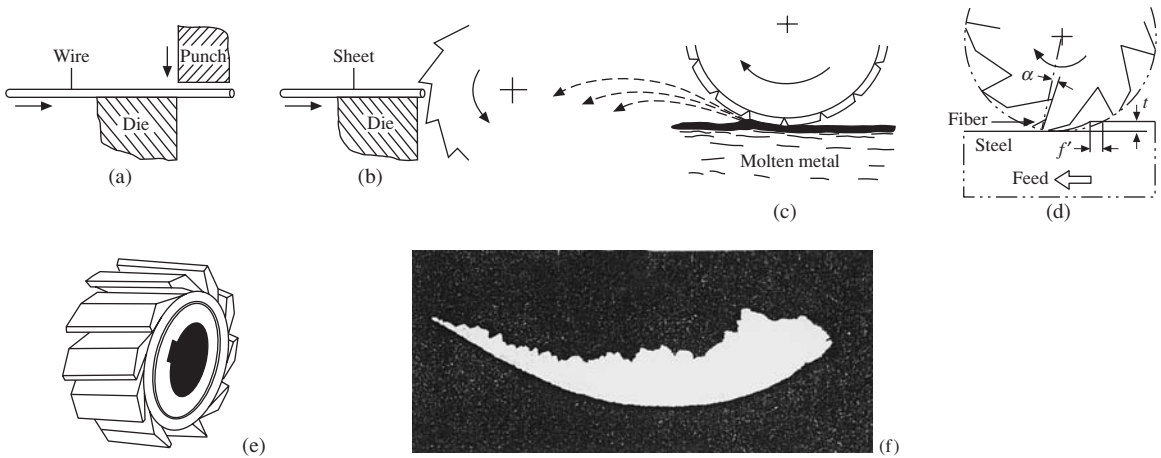 Wire
Punch
Die
(a)
Sheet
Die
(b)
Molten metal
(c)
α
Fiber
Steel
t
f′
Feed
(d)
(e)
(f)